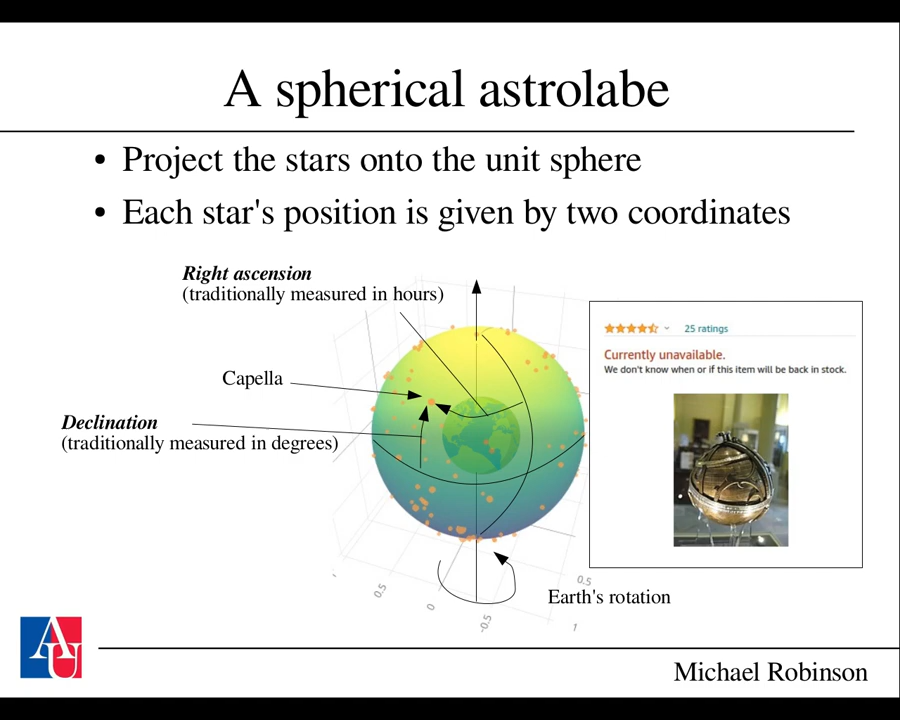 A spherical astrolabe
• Project the stars onto the unit sphere
• Each star's position is given by two coordinates
Right ascension
(traditionally measured in hours)
25 ratings
Currently unavailable.
We don't know when or if this item will be back in stock.
Capella
Declination
(traditionally measured in degrees)
0.5
0
-0.5
0.5
1
Earth's rotation
AU
Michael Robinson